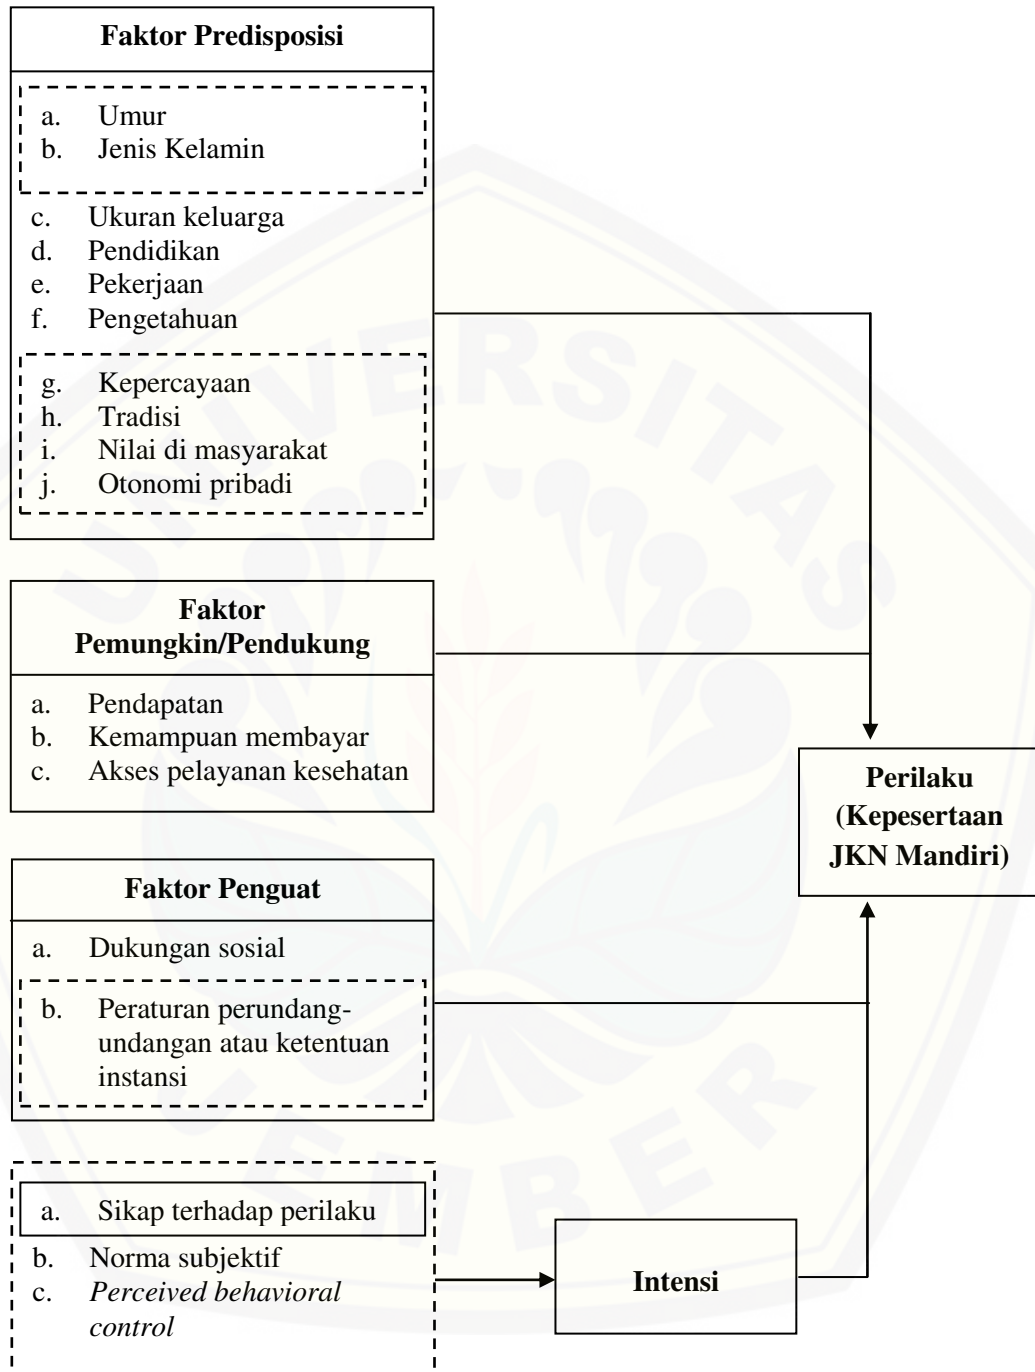 Faktor Predisposisi
a. Umur
b. Jenis Kelamin
c. Ukuran keluarga
d. Pendidikan
e. Pekerjaan
f. Pengetahuan
g. Kepercayaan
h. Tradisi
i. Nilai di masyarakat
j. Otonomi pribadi
Faktor
Pemungkin/Pendukung
a. Pendapatan
b. Kemampuan membayar
c. Akses pelayanan kesehatan
Faktor Penguat
a. Dukungan sosial
b. Peraturan perundang-
undangan atau ketentuan
instansi
a. Sikap terhadap perilaku
b. Norma subjektif
c. Perceived behavioral
control
Intensi
Perilaku
(Kepesertaan
JKN Mandiri)
UNIVERSITAS
JEMBER